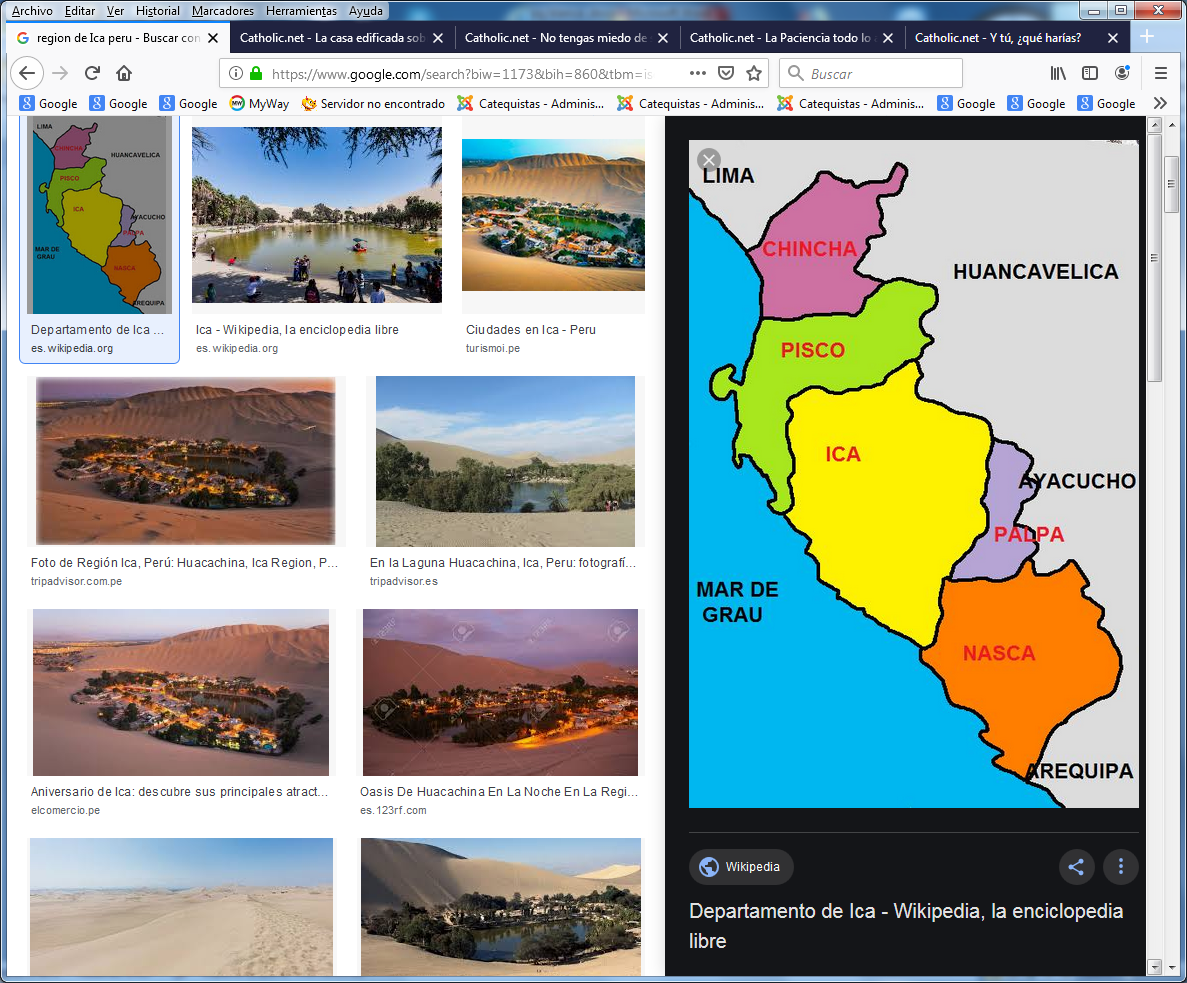 Archivo Editar Ver Historial Marcadores Herramientas Ayuda
region de Ica peru - Buscar con
Catholic.net - La casa edificada sob
Catholic.net - No tengas miedo de
Catholic.net - La Paciencia todo lo
Catholic.net - Y tú, ¿qué harías?
https://www.google.com/search?biw=1173&bih=860&tbm=is
Buscar
Google Google Google MyWay Servidor no encontrado Catequistas - Adminis... Catequistas - Adminis... Catequistas - Adminis... Google Google Google
LIMA
CHINCHA
HUANCAVELICA
PISCO
ICA
AYACUCHO
PALPA
MAR DE
GRAU
NASCA
AREQUIPA
Departamento de Ica ...
es.wikipedia.org
Ica - Wikipedia, la enciclopedia libre
es.wikipedia.org
Ciudades en Ica - Peru
turismoi.pe
Foto de Región Ica, Perú: Huacachina, Ica Region, P...
tripadvisor.com.pe
En la Laguna Huacachina, Ica, Peru: fotografí...
tripadvisor.es
123RF
Aniversario de Ica: descubre sus principales atract...
elcomercio.pe
Oasis De Huacachina En La Noche En La Regi...
es.123rf.com
LIMA
CHINCHA
HUANCAVELICA
PISCO
ICA
AYACUCHO
PALPA
MAR DE
GRAU
NASCA
AREQUIPA
Wikipedia
Departamento de Ica - Wikipedia, la enciclopedia
libre